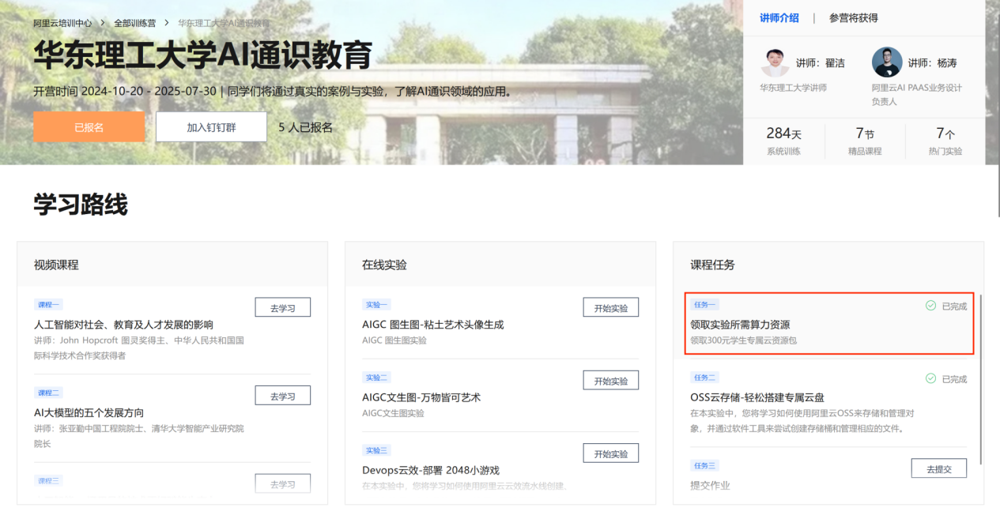 阿里云培训中心 > 全部训练营 > 华东理工大学AI通识教育
华东理工大学AI通识教育
开营时间 2024-10-20 - 2025-07-30 | 同学们将通过真实的案例与实验，了解AI通识领域的应用。
已报名
加入钉钉群
5 人已报名
讲师介绍 | 参营将获得
讲师：翟洁
华东理工大学讲师
讲师：杨涛
阿里云AI PAAS业务设计
负责人
284天
系统训练
7节
精品课程
7个
热门实验
学习路线
视频课程
课程一
去学习
人工智能对社会、教育及人才发展的影响
讲师：John Hopcroft 图灵奖得主、中华人民共和国国
际科学技术合作奖获得者
课程二
去学习
AI大模型的五个发展方向
讲师：张亚勤中国工程院院士、清华大学智能产业研究院
院长
课程三
去学习
在线实验
实验一
开始实验
AIGC 图生图-粘土艺术头像生成
AIGC 图生图实验
实验二
开始实验
AIGC文生图-万物皆可艺术
AIGC文生图实验
实验三
开始实验
Devops云效-部署 2048小游戏
在本实验中，您将学习如何使用阿里云云效流水线创建、
课程任务
任务一
已完成
领取实验所需算力资源
领取300元学生专属云资源包
任务二
已完成
OSS云存储-轻松搭建专属云盘
在本实验中，您将学习如何使用阿里云OSS来存储和管理对
象，并通过软件工具来尝试创建存储桶和管理相应的文件。
任务三
去提交
提交作业